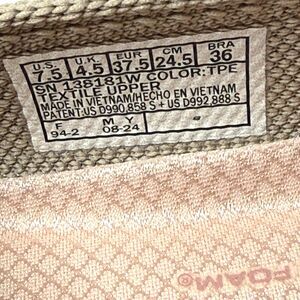 U.S. U.K. EUR CM BRA
7.5 4.5 37.5 24.5 36
SN 138181W COLOR:TPE
TEXTILE UPPER
MADE IN VIETNAM/HECHO EN VIETNAM
PATENT:US D990,858 S + US D992,888 S
F M Y
94-2 08-24
FOAM®